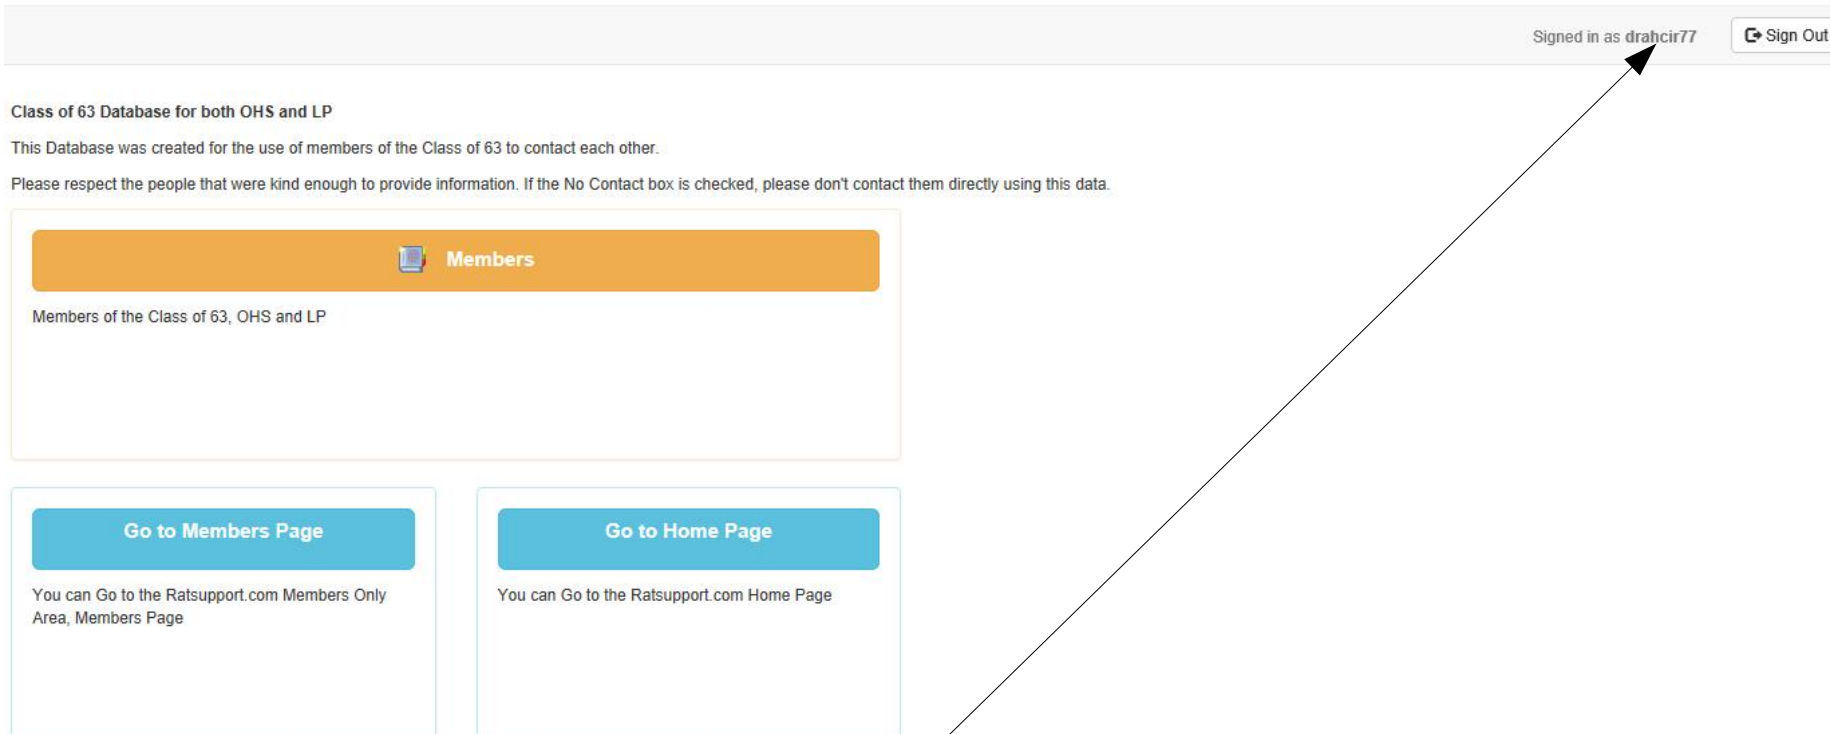 Signed in as drahcir77
Sign Out
Class of 63 Database for both OHS and LP
This Database was created for the use of members of the Class of 63 to contact each other.
Please respect the people that were kind enough to provide information. If the No Contact box is checked, please don't contact them directly using this data.
Members
Members of the Class of 63, OHS and LP
Go to Members Page
You can Go to the Ratsupport.com Members Only
Area, Members Page
Go to Home Page
You can Go to the Ratsupport.com Home Page